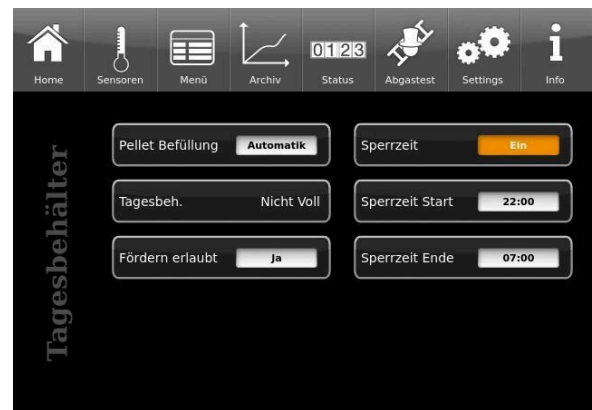 0123
Home Sensoren Menü Archiv Status Abgastest Settings Info
Tagesbehälter
Pellet Befüllung Automatik Sperrzeit Ein
Tagesbeh. Nicht Voll Sperrzeit Start 22:00
Fördern erlaubt Ja Sperrzeit Ende 07:00